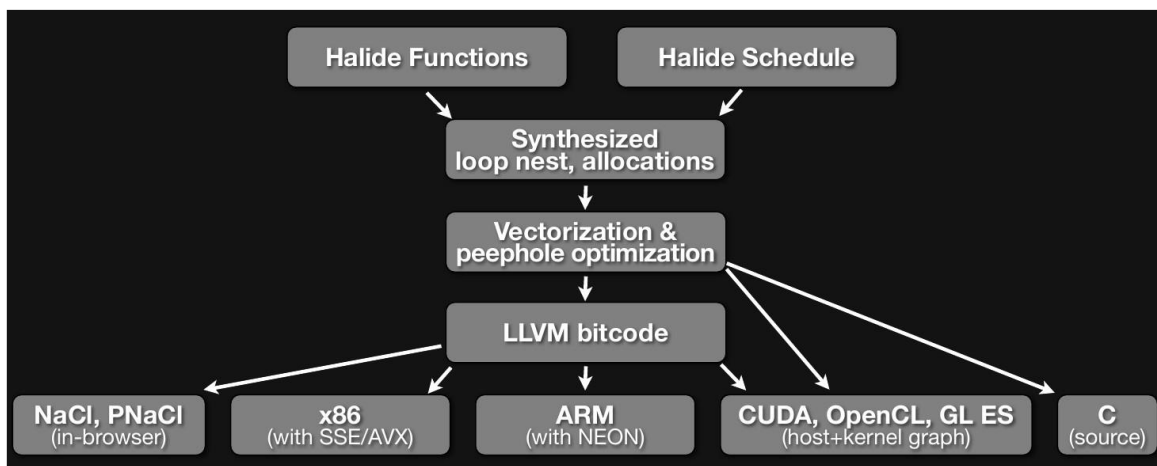 Halide Functions
Halide Schedule
Synthesized
loop nest, allocations
Vectorization &
peephole optimization
LLVM bitcode
NaCl, PNaCl
(in-browser)
x86
(with SSE/AVX)
ARM
(with NEON)
CUDA, OpenCL, GL ES
(host+kernel graph)
C
(source)